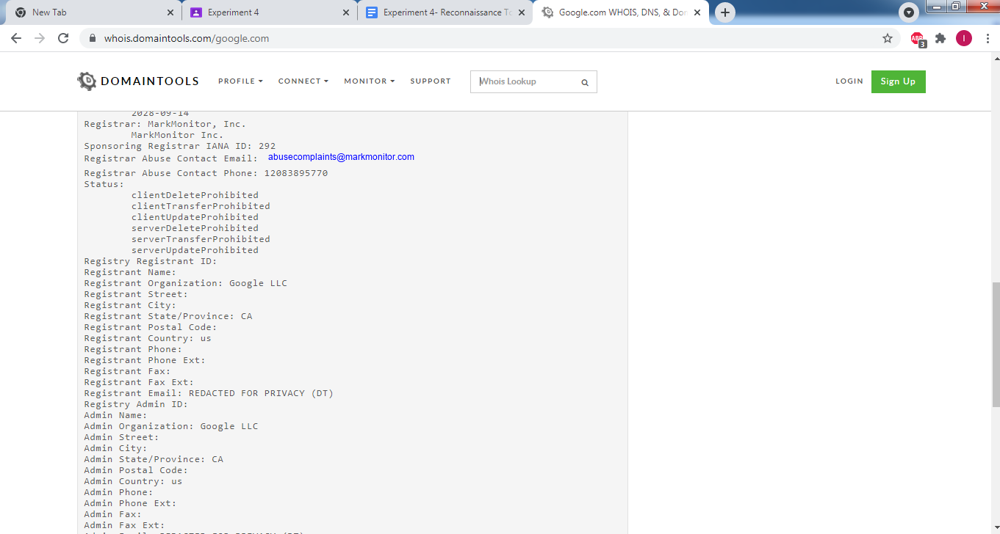 New Tab
Experiment 4
Experiment 4- Reconnaissance To
Google.com WHOIS, DNS, & Dom
whois.domaintools.com/google.com
ABP
3
I
DOMAINTOOLS
PROFILE
CONNECT
MONITOR
SUPPORT
Whois Lookup
LOGIN
Sign Up
2028-09-14
Registrar: MarkMonitor, Inc.
MarkMonitor Inc.
Sponsoring Registrar IANA ID: 292
Registrar Abuse Contact Email: abusecomplaints@markmonitor.com
Registrar Abuse Contact Phone: 12083895770
Status:
clientDeleteProhibited
clientTransferProhibited
clientUpdateProhibited
serverDeleteProhibited
serverTransferProhibited
serverUpdateProhibited
Registry Registrant ID:
Registrant Name:
Registrant Organization: Google LLC
Registrant Street:
Registrant City:
Registrant State/Province: CA
Registrant Postal Code:
Registrant Country: us
Registrant Phone:
Registrant Phone Ext:
Registrant Fax:
Registrant Fax Ext:
Registrant Email: REDACTED FOR PRIVACY (DT)
Registry Admin ID:
Admin Name:
Admin Organization: Google LLC
Admin Street:
Admin City:
Admin State/Province: CA
Admin Postal Code:
Admin Country: us
Admin Phone:
Admin Phone Ext:
Admin Fax:
Admin Fax Ext: